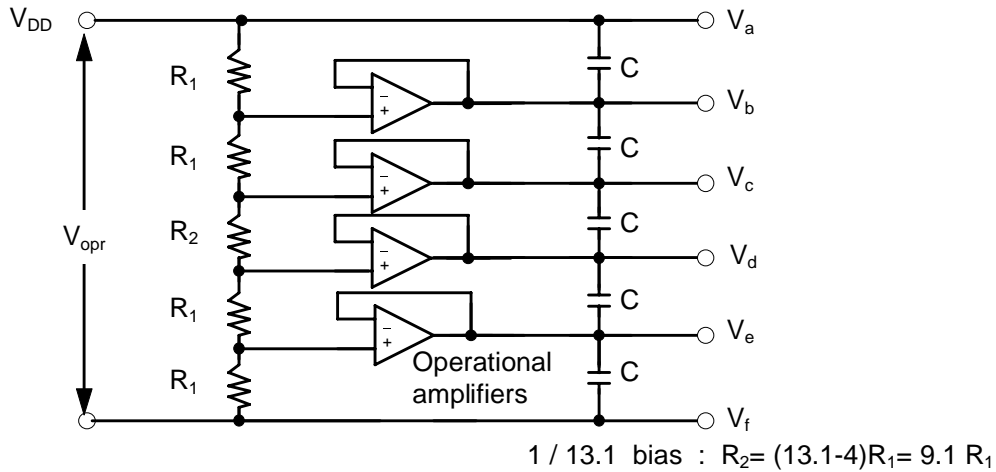 V_DD
V_a
R_1
C
V_b
−
+
R_1
C
V_c
−
+
V_opr
R_2
C
V_d
−
+
R_1
C
V_e
−
+
Operational
amplifiers
R_1
C
V_f
1 / 13.1 bias : R_2= (13.1-4)R_1= 9.1 R_1